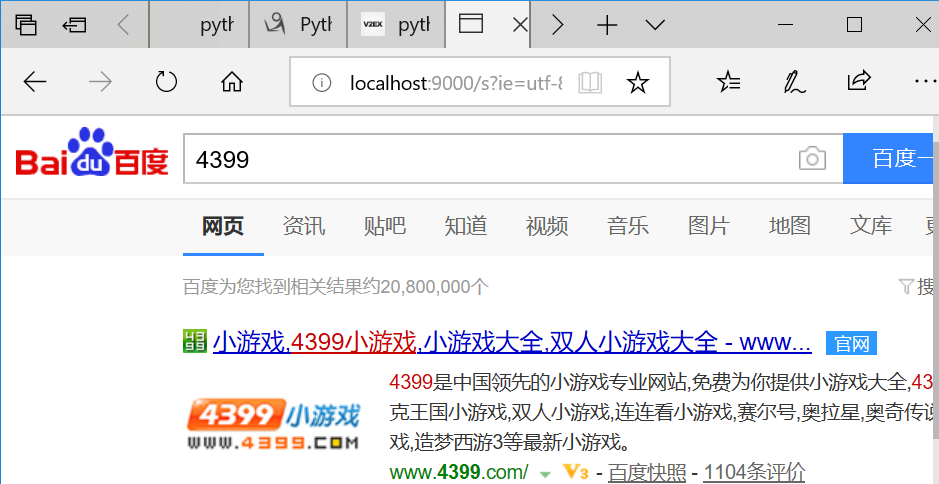 pyth
Pyth
V2EX
pyth
localhost:9000/s?ie=utf-8
Bai du 百度
4399
百度一
网页 资讯 贴吧 知道 视频 音乐 图片 地图 文库
百度为您找到相关结果约20,800,000个
搜
4399 小游戏,4399小游戏,小游戏大全,双人小游戏大全 - www... 官网
4399小游戏
www.4399.com
4399是中国领先的小游戏专业网站,免费为你提供小游戏大全,43
克王国小游戏,双人小游戏,连连看小游戏,赛尔号,奥拉星,奥奇传说
戏,造梦西游3等最新小游戏。
www.4399.com/ V3 - 百度快照 - 1104条评价